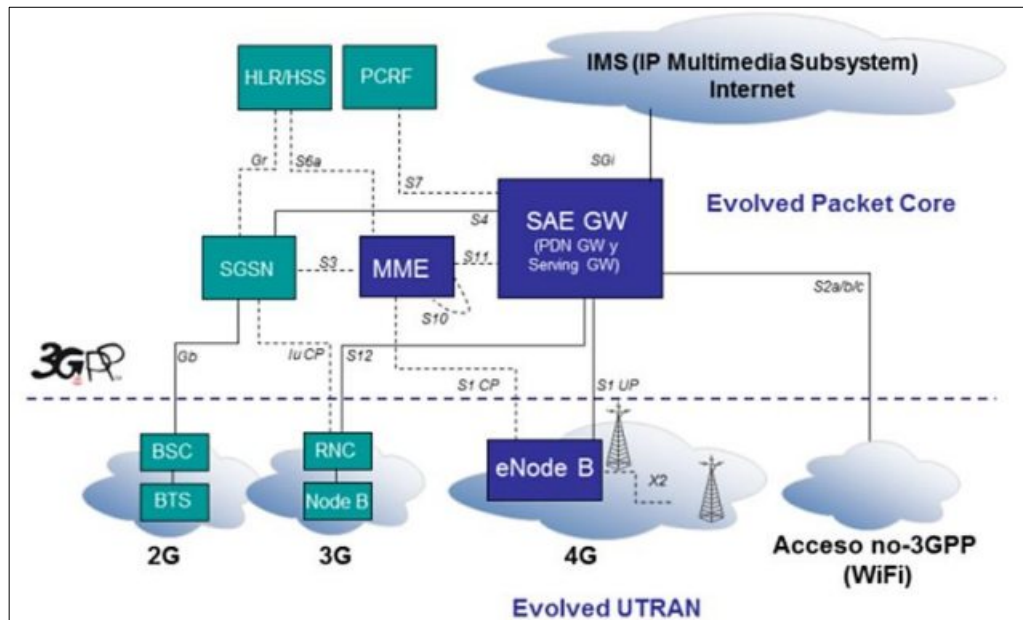 HLR/HSS
PCRF
IMS (IP Multimedia Subsystem)
Internet
Gr
S6a
S7
SGi
Evolved Packet Core
S4
SAE GW
(PDN GW y
Serving GW)
SGSN
S3
MME
S11
S10
S2a/b/c
3GPP
Gb
Iu CP
S12
S1 CP
S1 UP
BSC
RNC
eNode B
X2
BTS
Node B
2G
3G
4G
Acceso no-3GPP
(WiFi)
Evolved UTRAN